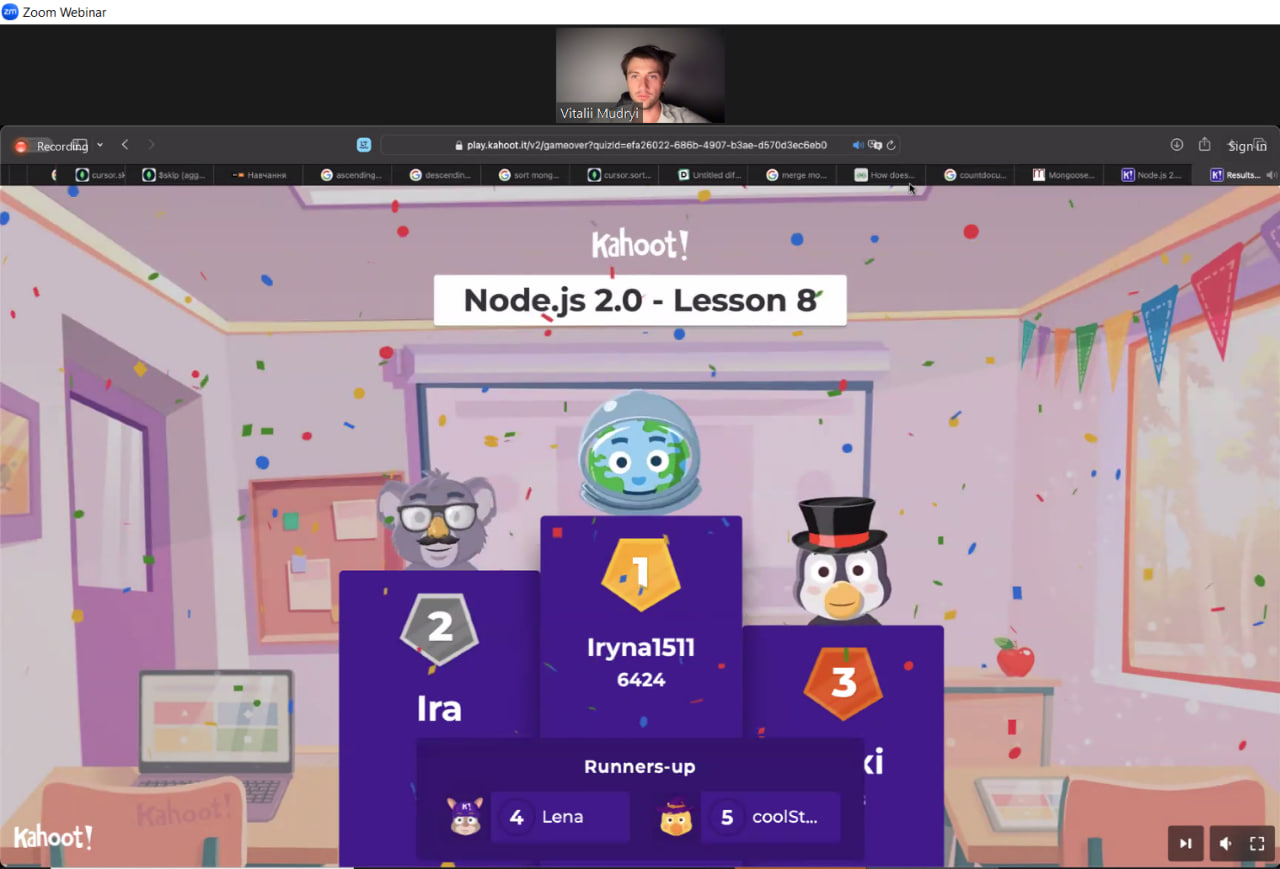 zm Zoom Webinar
Vitalii Mudryi
Recording
play.kahoot.it/v2/gameover?quizId=efa26022-686b-4907-b3ae-d570d3ec6eb0
Sign in
cursor.sk
$skip (agg...
Навчання
ascending...
descendin...
sort mong...
cursor.sort...
Untitled dif...
merge mo...
How does...
countdocu...
Mongoose...
K! Node.js 2....
K! Results...
Kahoot!
Node.js 2.0 - Lesson 8
1
2
Iryna1511
6424
3
Ira
Runners-up
4 Lena
5 coolSt...
Kahoot!
Kahoot!